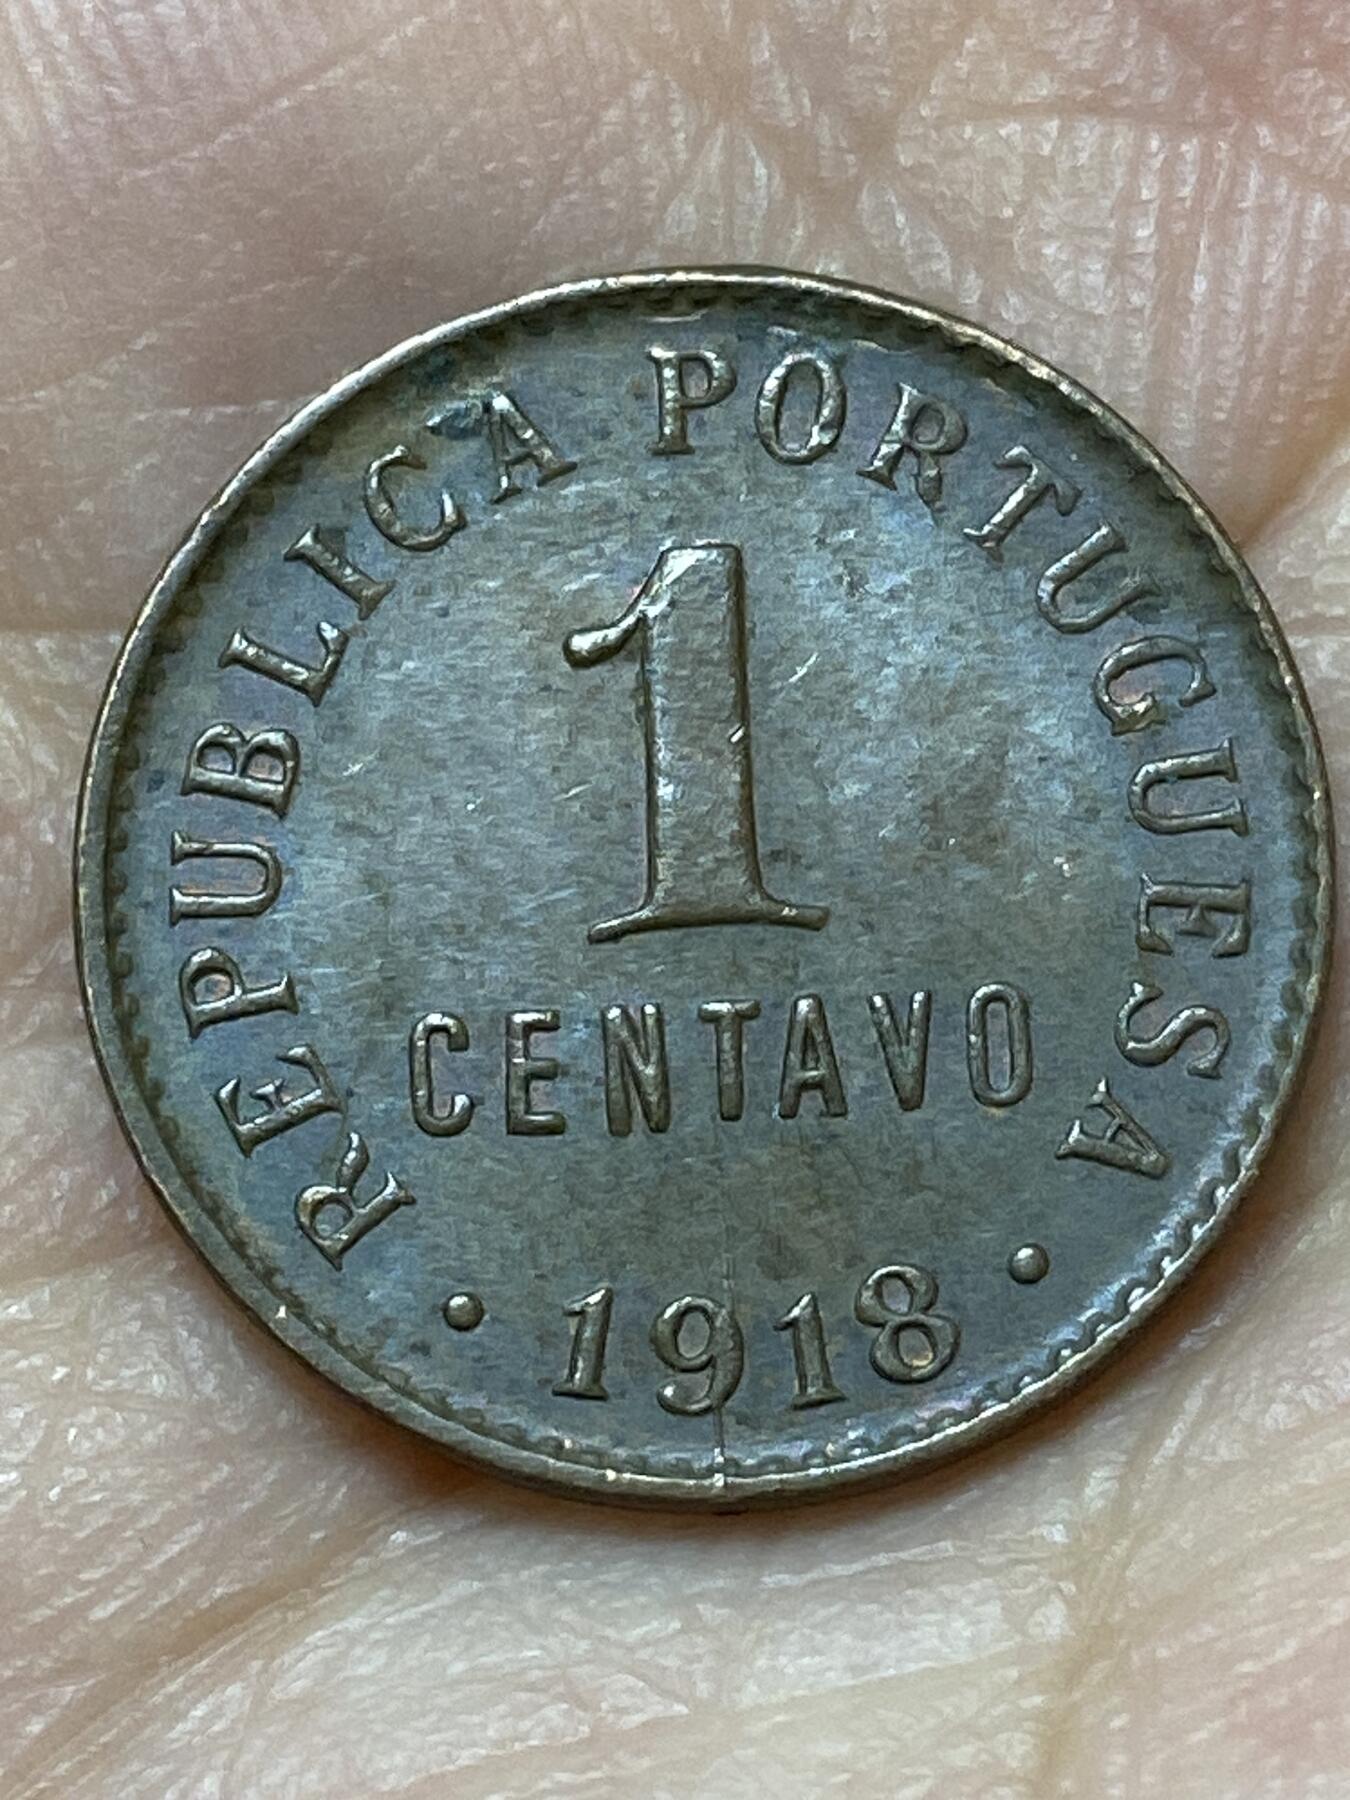 REPUBLICA PORTUGUESA
1
CENTAVO
• 1918 •